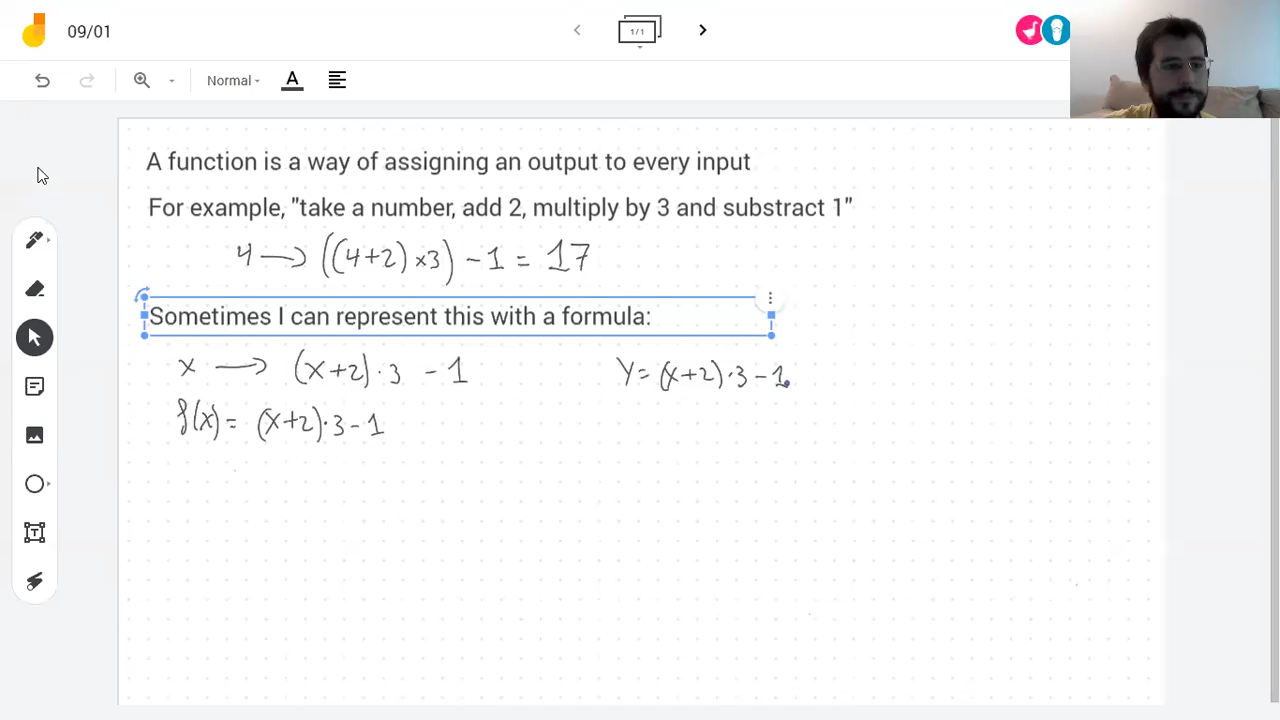 09/01
1/1
Normal
A
A function is a way of assigning an output to every input
For example, "take a number, add 2, multiply by 3 and substract 1"
4 → ((4+2)×3) - 1 = 17
Sometimes I can represent this with a formula:
x → (x+2)·3 - 1
Y = (x+2)·3 - 1
f(x) = (x+2)·3 - 1
T